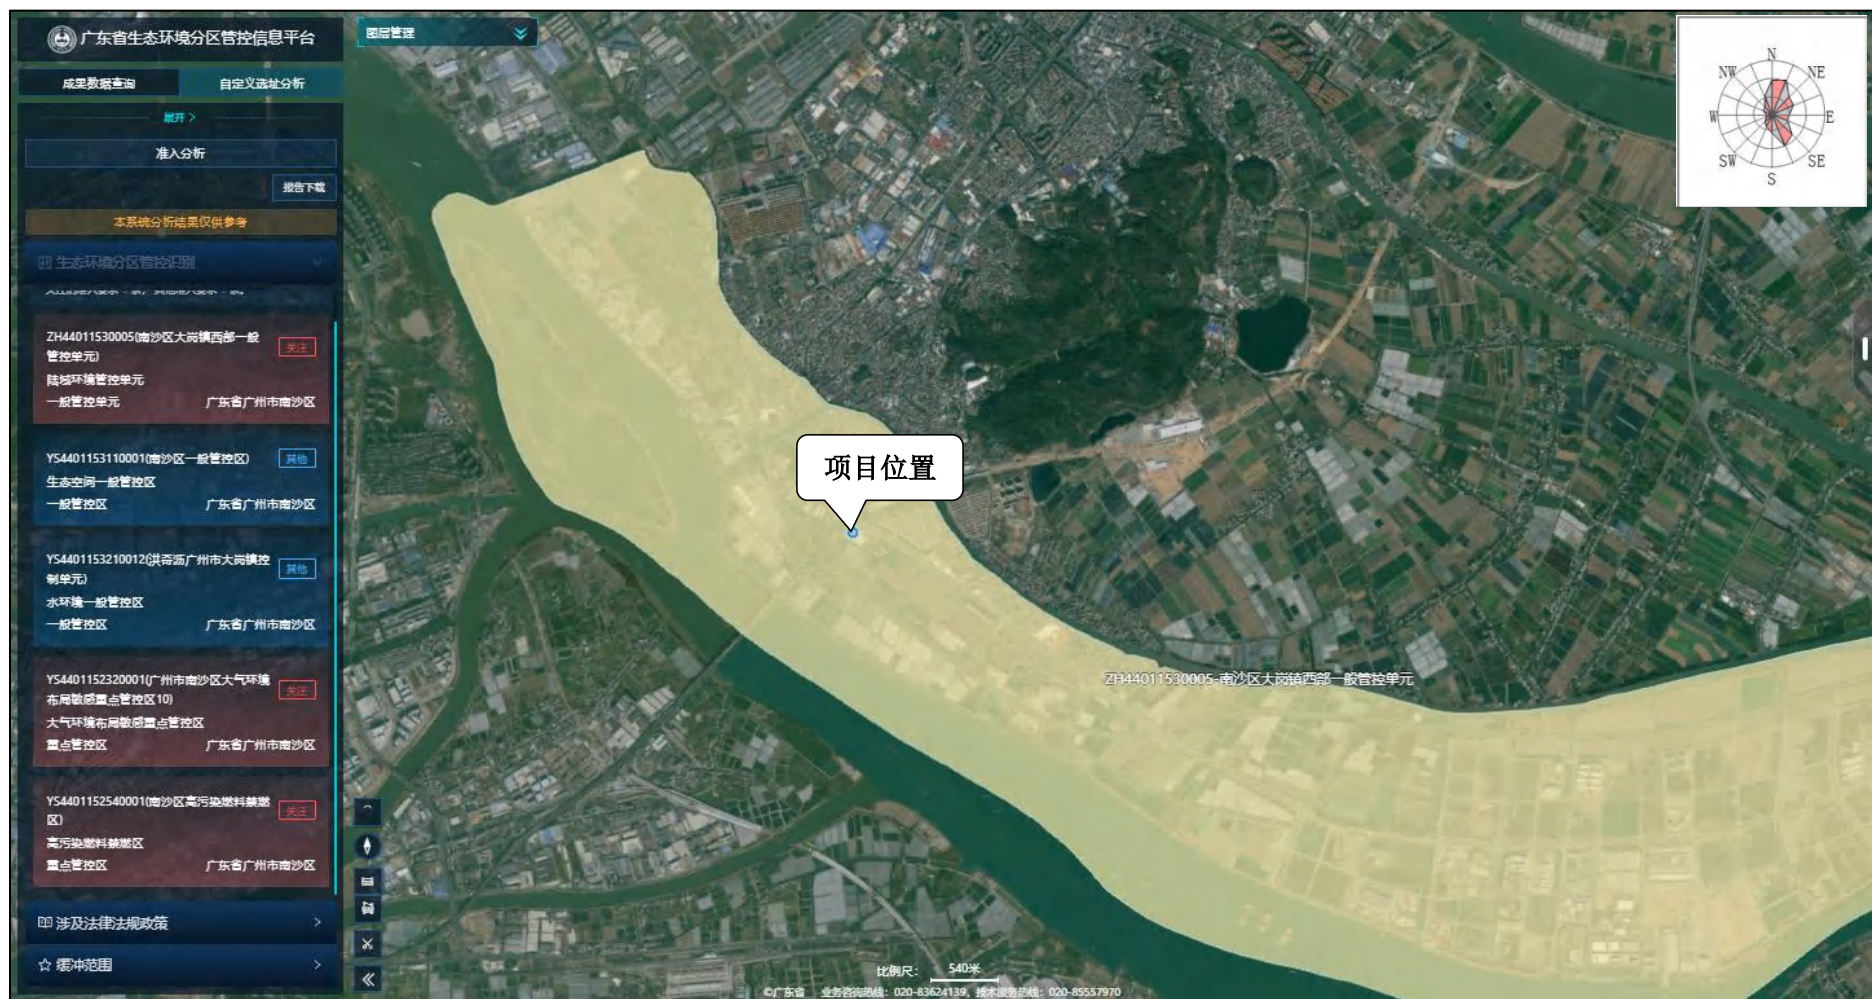 广东省生态环境分区管控信息平台
成果数据查询
自定义选址分析
展开 >
准入分析
报告下载
本系统分析结果仅供参考
生态环境分区管控识别
ZH44011530005(南沙区大岗镇西部一般
管控单元)
关注
陆域环境管控单元
一般管控单元 广东省广州市南沙区
YS4401153110001(南沙区一般管控区)
其他
生态空间一般管控区
一般管控区 广东省广州市南沙区
YS4401153210012(洪奇沥广州市大岗镇控
制单元)
其他
水环境一般管控区
一般管控区 广东省广州市南沙区
YS4401152320001(广州市南沙区大气环境
布局敏感重点管控区10)
关注
大气环境布局敏感重点管控区
重点管控区 广东省广州市南沙区
YS4401152540001(南沙区高污染燃料禁燃
区)
关注
高污染燃料禁燃区
重点管控区 广东省广州市南沙区
涉及法律法规政策
缓冲范围
图层管理
项目位置
ZH44011530005-南沙区大岗镇西部一般管控单元
N
NW NE
W E
SW SE
S
比例尺： 540米
©广东省 业务咨询热线：020-83624139，技术服务热线：020-85557970